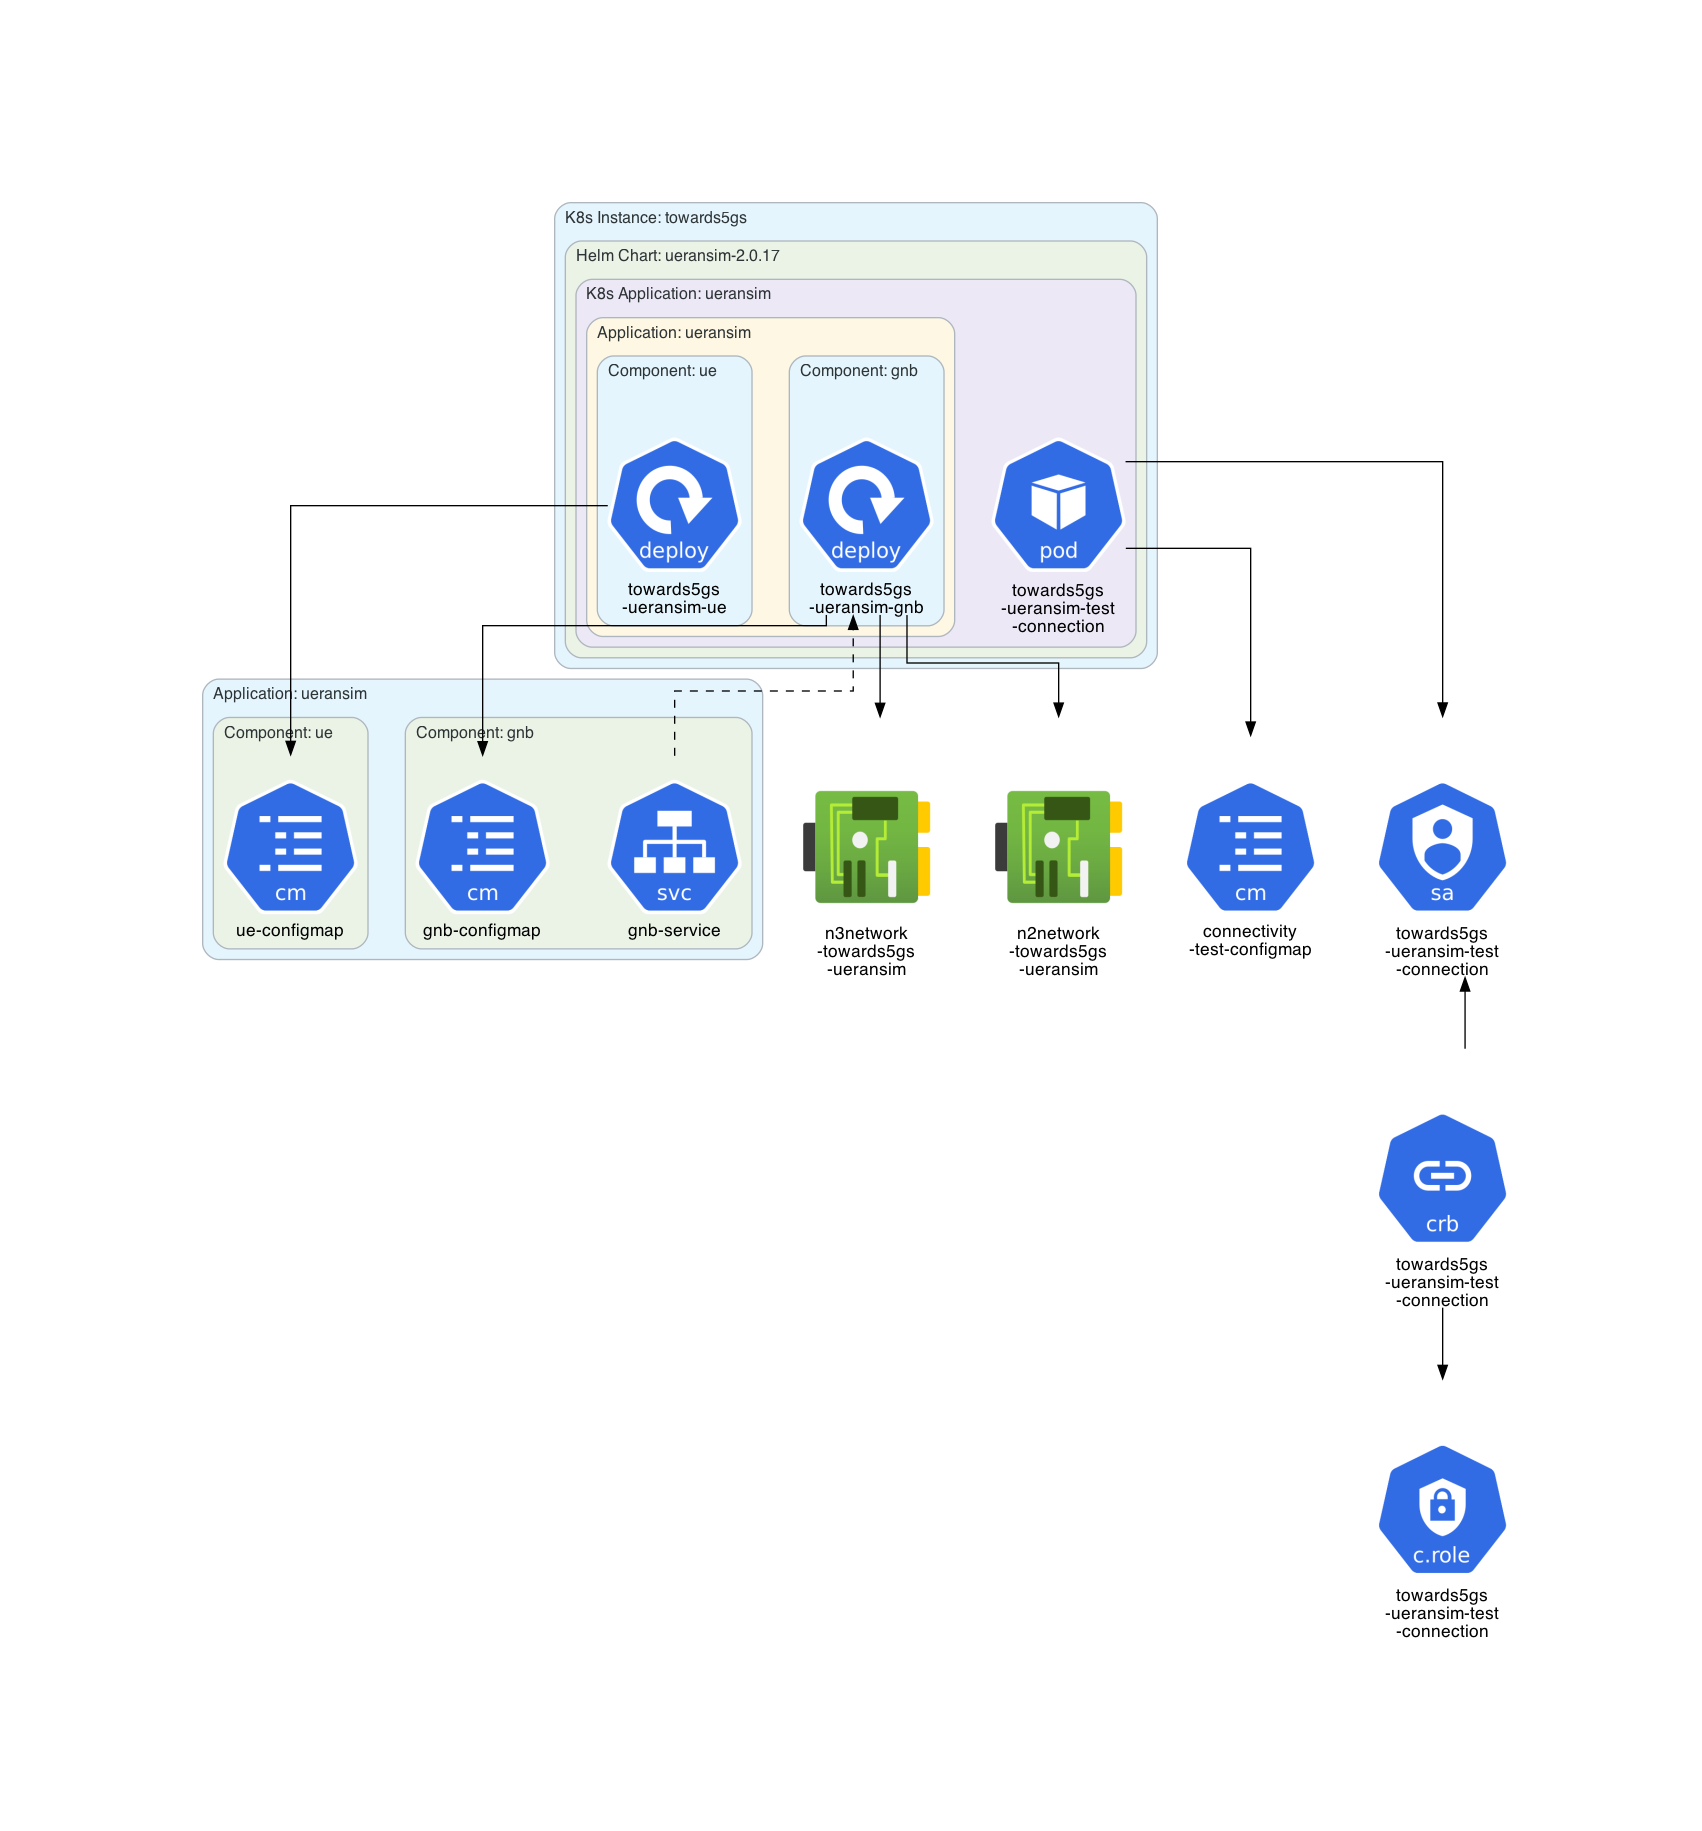 K8s Instance: towards5gs
Helm Chart: ueransim-2.0.17
K8s Application: ueransim
Application: ueransim
Component: ue
Component: gnb
deploy
towards5gs
-ueransim-ue
deploy
towards5gs
-ueransim-gnb
pod
towards5gs
-ueransim-test
-connection
Application: ueransim
Component: ue
Component: gnb
cm
ue-configmap
cm
gnb-configmap
svc
gnb-service
n3network
-towards5gs
-ueransim
n2network
-towards5gs
-ueransim
cm
connectivity
-test-configmap
sa
towards5gs
-ueransim-test
-connection
crb
towards5gs
-ueransim-test
-connection
c.role
towards5gs
-ueransim-test
-connection